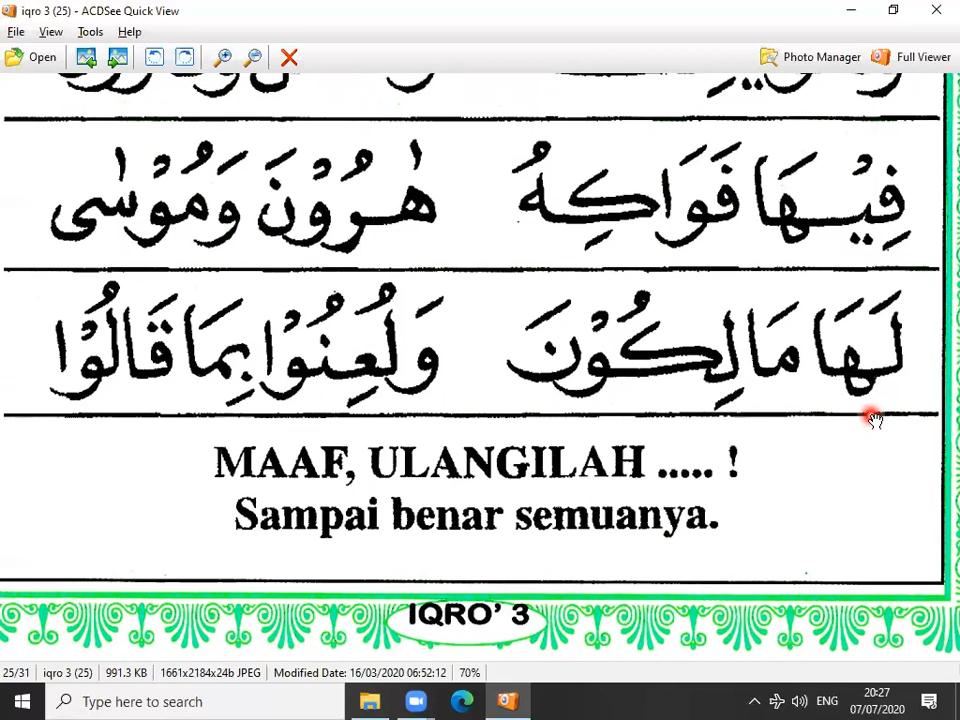 iqro 3 (25) - ACDSee Quick View
File View Tools Help
Open Photo Manager Full Viewer
فِيْهَا فَوَاكِهُ هٰرُوْنَ وَمُوْسٰى
لَهَا مَالِكُوْنَ وَلُعِنُوْا بِمَا قَالُوْا
MAAF, ULANGILAH ..... !
Sampai benar semuanya.
IQRO' 3
25/31 iqro 3 (25) 991.3 KB 1661x2184x24b JPEG Modified Date: 16/03/2020 06:52:12 70%
Type here to search ENG 20:27
07/07/2020